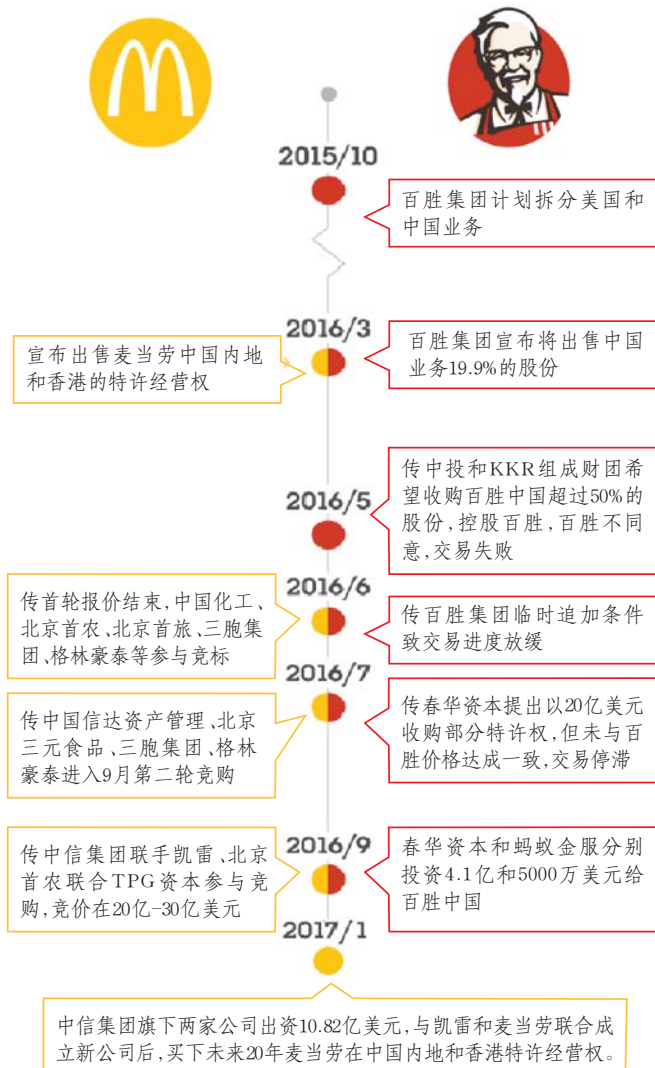 2015/10
百胜集团计划拆分美国和
中国业务
2016/3
宣布出售麦当劳中国内地
和香港的特许经营权
百胜集团宣布将出售中国
业务19.9%的股份
2016/5
传中投和KKR组成财团希
望收购百胜中国超过50%的
股份,控股百胜,百胜不同
意,交易失败
2016/6
传首轮报价结束,中国化工、
北京首农、北京首旅、三胞集
团、格林豪泰等参与竞标
传百胜集团临时追加条件
致交易进度放缓
2016/7
传中国信达资产管理、北京
三元食品、三胞集团、格林
豪泰进入9月第二轮竞购
传春华资本提出以20亿美元
收购部分特许权,但未与百
胜价格达成一致,交易停滞
2016/9
传中信集团联手凯雷、北京
首农联合TPG资本参与竞
购,竞价在20亿-30亿美元
春华资本和蚂蚁金服分别
投资4.1亿和5000万美元给
百胜中国
2017/1
中信集团旗下两家公司出资10.82亿美元,与凯雷和麦当劳联合成
立新公司后,买下未来20年麦当劳在中国内地和香港特许经营权。